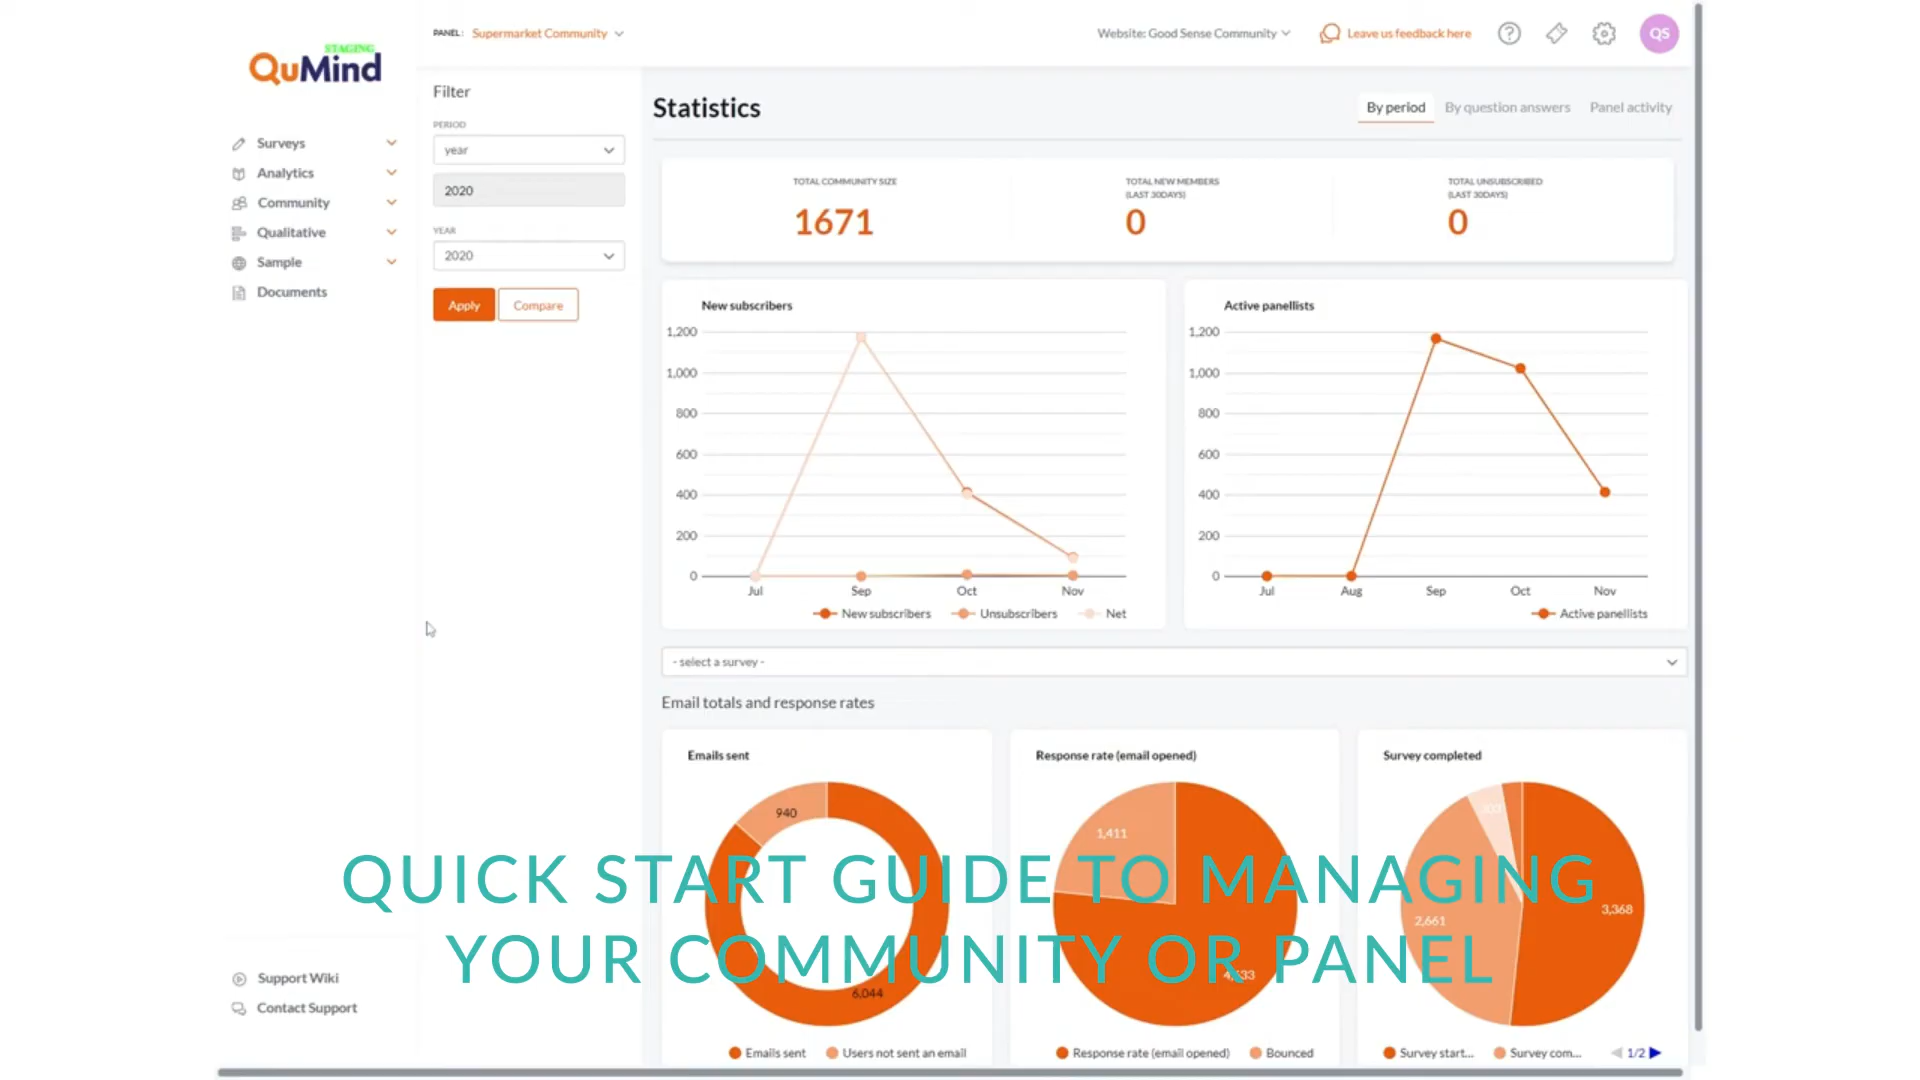 STAGING
QuMind
Surveys
Analytics
Community
Qualitative
Sample
Documents
Support Wiki
Contact Support
PANEL: Supermarket Community
Website: Good Sense Community
Leave us feedback here
QS
Filter
PERIOD
year
2020
YEAR
2020
Apply
Compare
Statistics
By period
By question answers
Panel activity
TOTAL COMMUNITY SIZE
1671
TOTAL NEW MEMBERS
(LAST 30DAYS)
0
TOTAL UNSUBSCRIBED
(LAST 30DAYS)
0
New subscribers
1,200
1,000
800
600
400
200
0
Jul Sep Oct Nov
New subscribers Unsubscribers Net
Active panellists
1,200
1,000
800
600
400
200
0
Jul Aug Sep Oct Nov
Active panellists
- select a survey -
Email totals and response rates
Emails sent
940
6,044
Emails sent Users not sent an email
Response rate (email opened)
1,411
Response rate (email opened) Bounced
Survey completed
2,661
3,368
Survey start... Survey com... 1/2
QUICK START GUIDE TO MANAGING
YOUR COMMUNITY OR PANEL